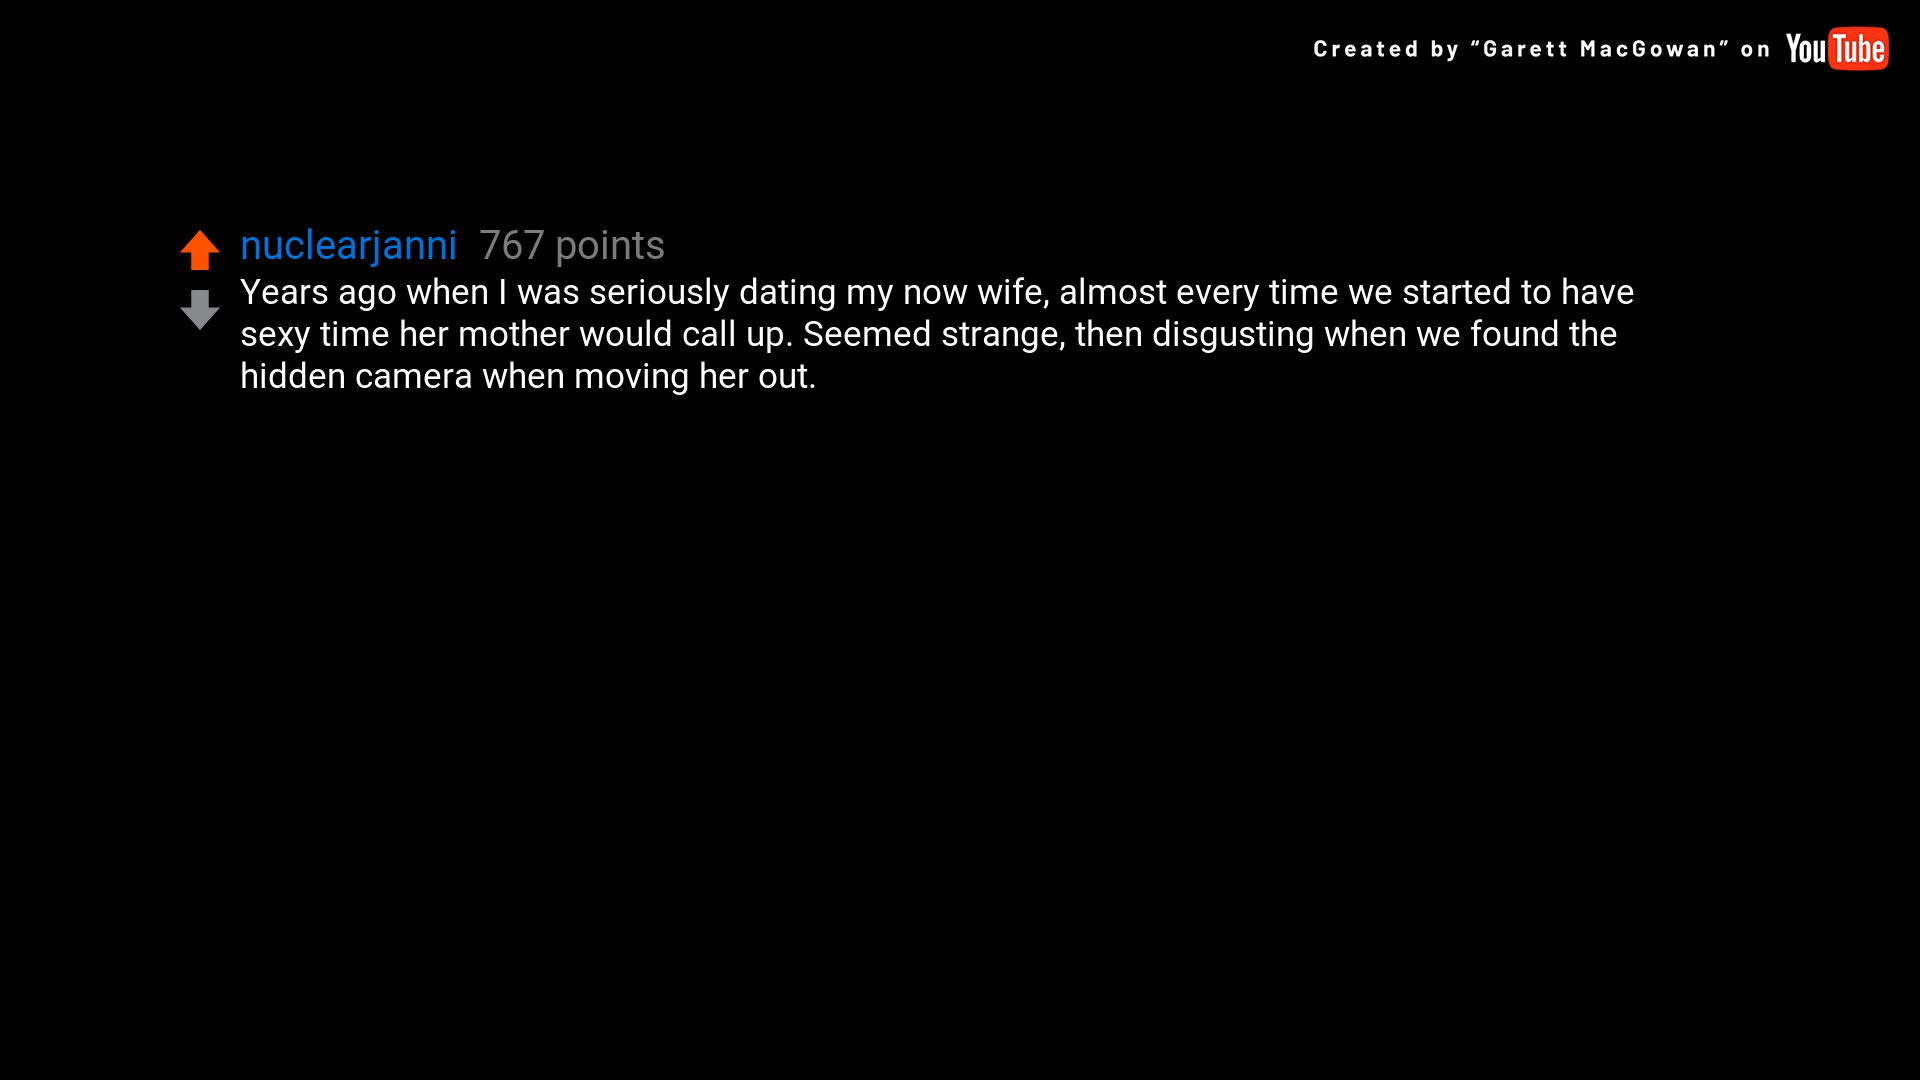 Created by “Garett MacGowan” on YouTube
nuclearjanni 767 points
Years ago when I was seriously dating my now wife, almost every time we started to have
sexy time her mother would call up. Seemed strange, then disgusting when we found the
hidden camera when moving her out.